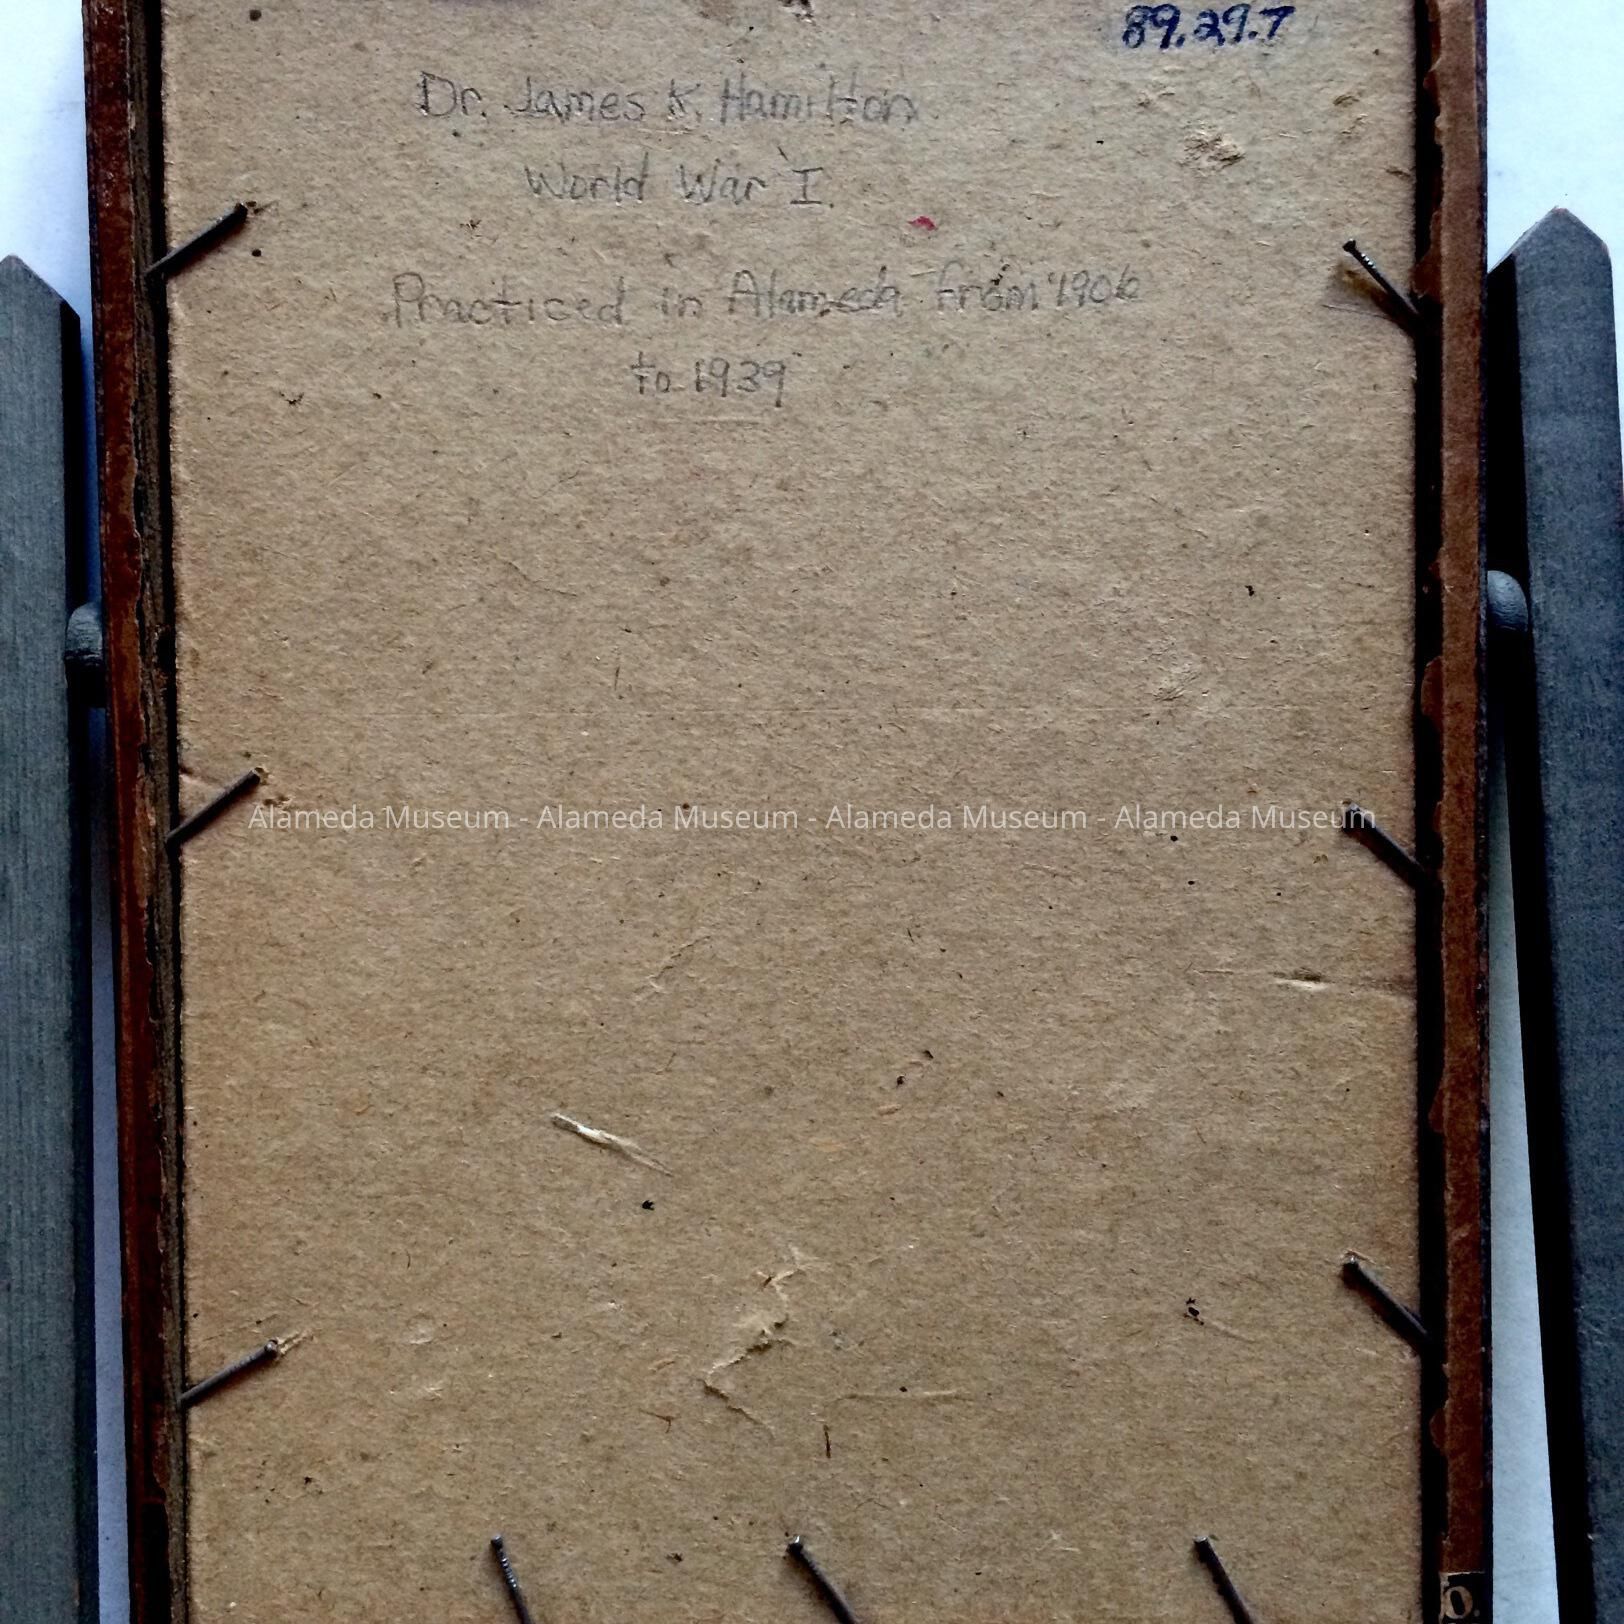 89.29.7
Dr. James K. Hamilton
World War I.
Practiced in Alameda from 1906
to 1939
Alameda Museum - Alameda Museum - Alameda Museum - Alameda Museum